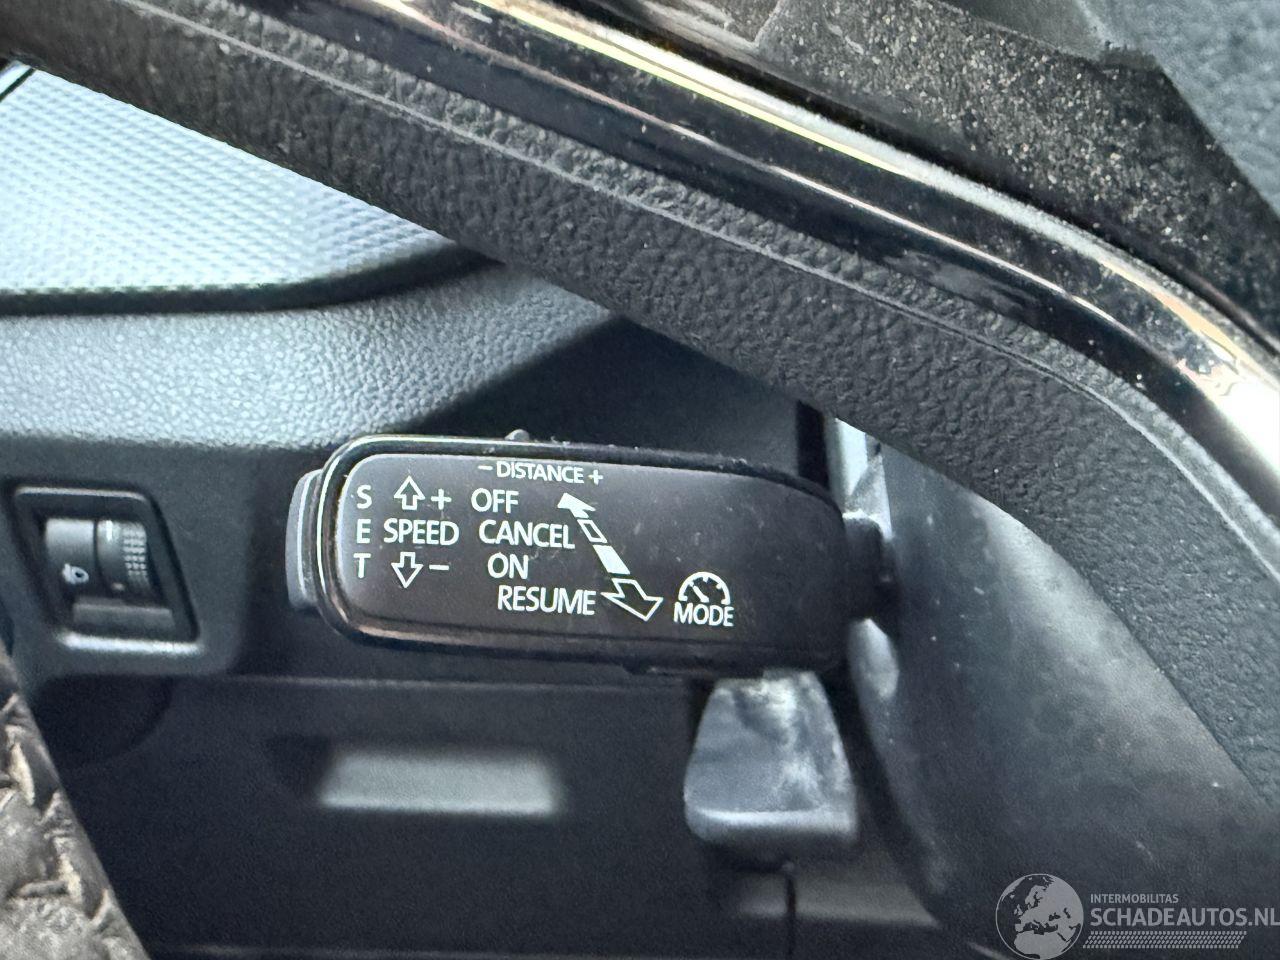 - DISTANCE +
S + OFF
E SPEED CANCEL
T - ON
RESUME
MODE
INTERMOBILITAS
SCHADEAUTOS.NL